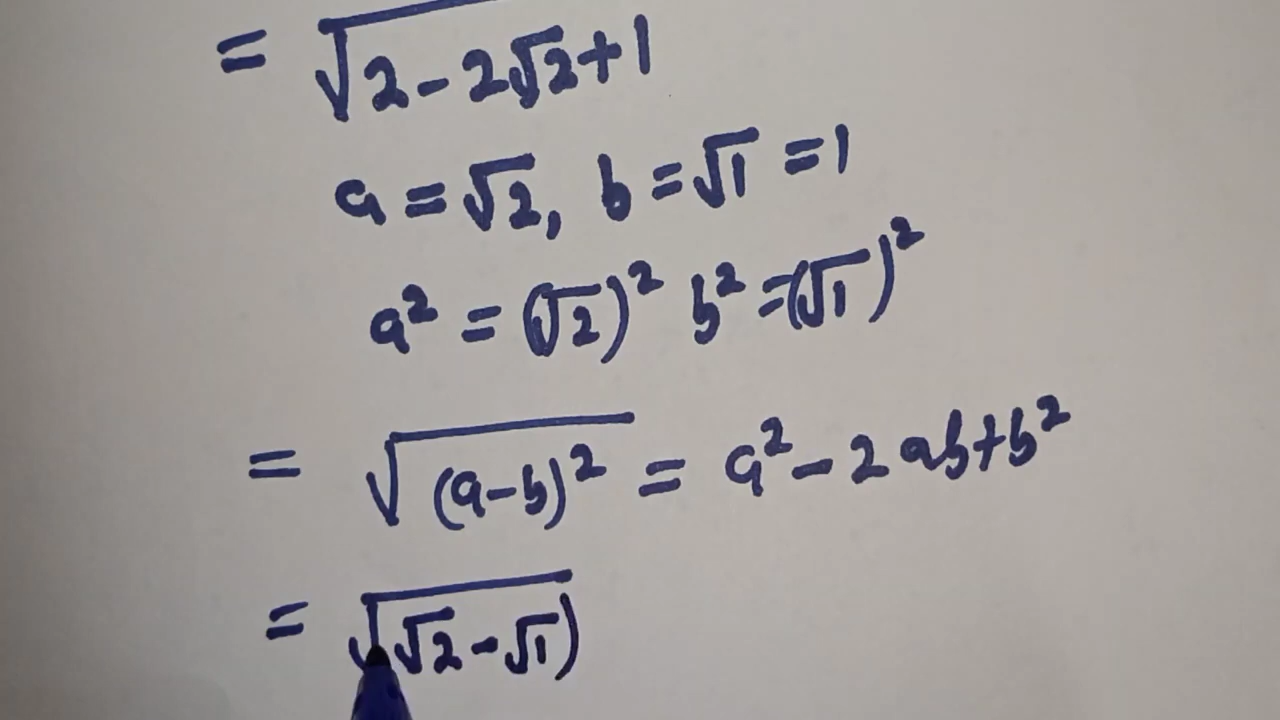 = √2-2√2+1
a = √2, b = √1 = 1
a² = (√2)² b² = (√1)²
= √(a-b)² = a² - 2ab+b²
= √√2-√1)